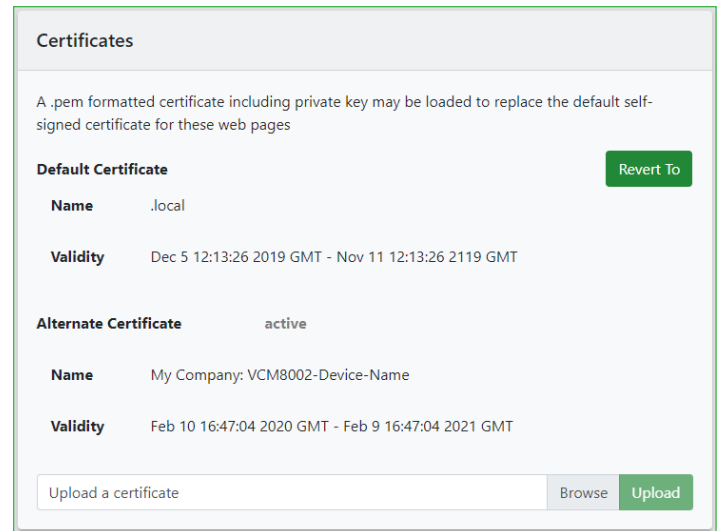 Certificates
A .pem formatted certificate including private key may be loaded to replace the default self-
signed certificate for these web pages
Default Certificate Revert To
Name .local
Validity Dec 5 12:13:26 2019 GMT - Nov 11 12:13:26 2119 GMT
Alternate Certificate active
Name My Company: VCM8002-Device-Name
Validity Feb 10 16:47:04 2020 GMT - Feb 9 16:47:04 2021 GMT
Upload a certificate Browse Upload